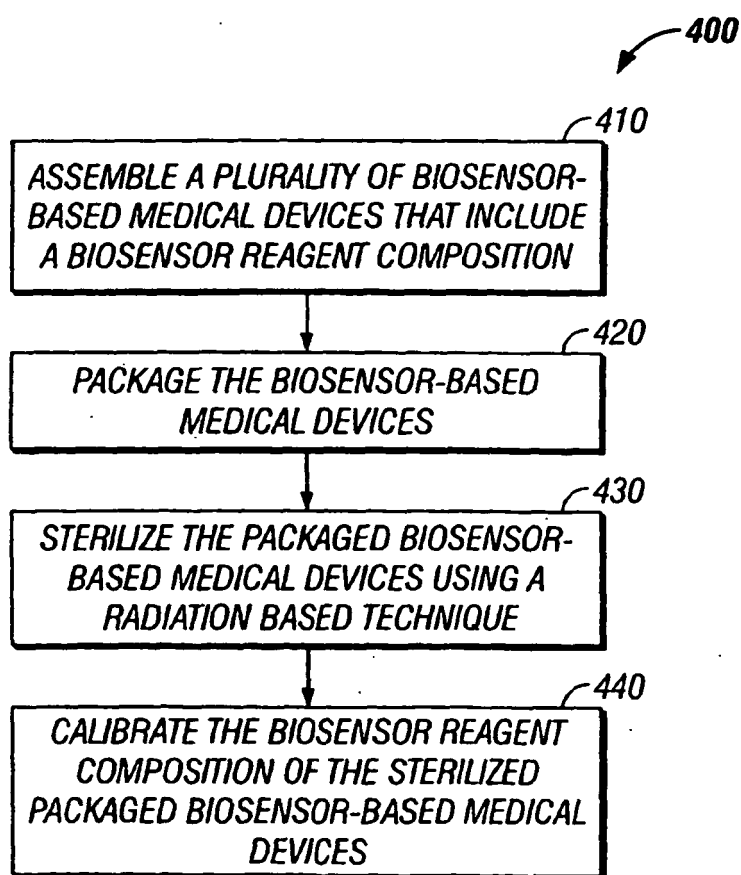 400
410
ASSEMBLE A PLURALITY OF BIOSENSOR-
BASED MEDICAL DEVICES THAT INCLUDE
A BIOSENSOR REAGENT COMPOSITION
420
PACKAGE THE BIOSENSOR-BASED
MEDICAL DEVICES
430
STERILIZE THE PACKAGED BIOSENSOR-
BASED MEDICAL DEVICES USING A
RADIATION BASED TECHNIQUE
440
CALIBRATE THE BIOSENSOR REAGENT
COMPOSITION OF THE STERILIZED
PACKAGED BIOSENSOR-BASED MEDICAL
DEVICES